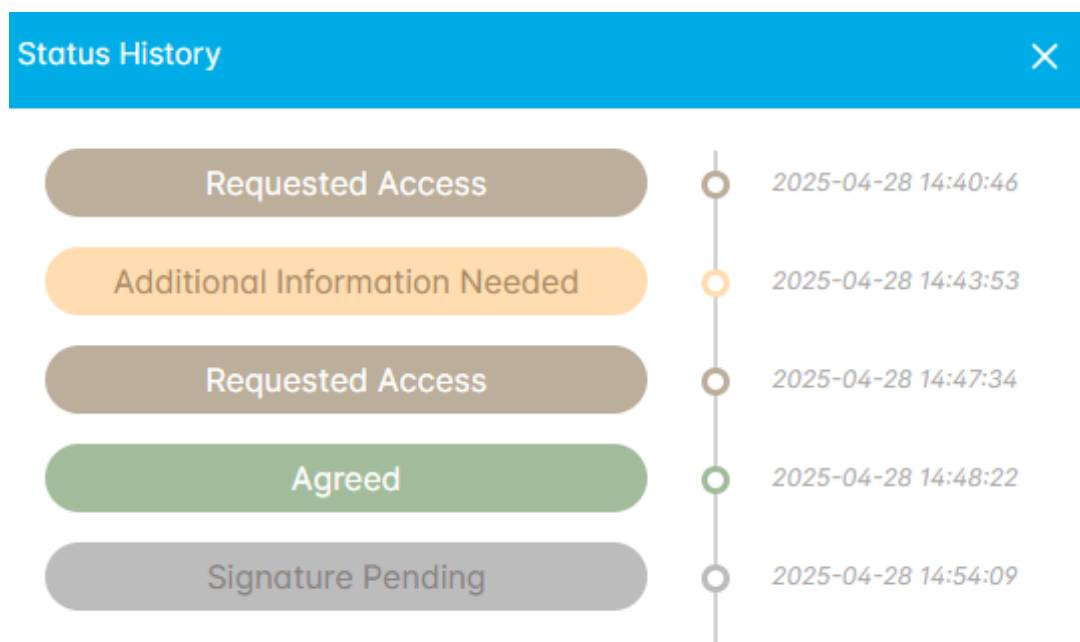 Status History
Requested Access 2025-04-28 14:40:46
Additional Information Needed 2025-04-28 14:43:53
Requested Access 2025-04-28 14:47:34
Agreed 2025-04-28 14:48:22
Signature Pending 2025-04-28 14:54:09